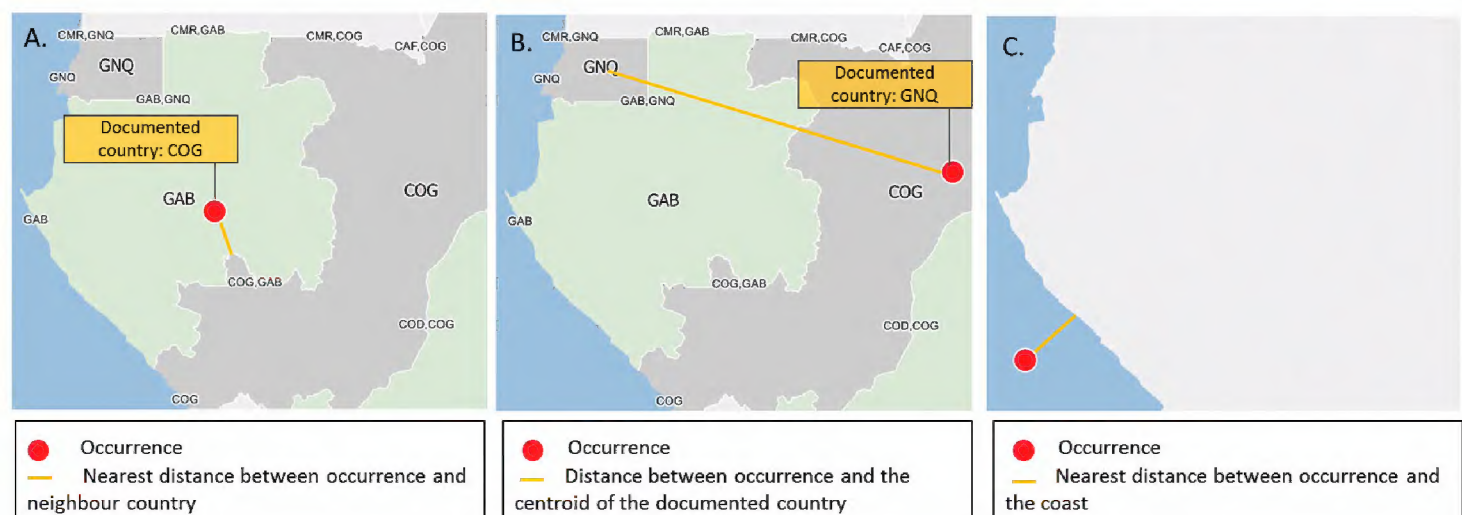 A.
CMR,GNQ
CMR,GAB
CMR,COG
CAF,COG
GNQ
GNQ
GAB,GNQ
Documented
country: COG
GAB
COG
GAB
COG,GAB
COD,COG
COG
B.
CMR,GNQ
CMR,GAB
CMR,COG
CAF,COG
GNQ
GNQ
Documented
country: GNQ
GAB,GNQ
GAB
COG
GAB
COG,GAB
COD,COG
COG
C.
Occurrence
Nearest distance between occurrence and
neighbour country
Occurrence
Distance between occurrence and the
centroid of the documented country
Occurrence
Nearest distance between occurrence and
the coast